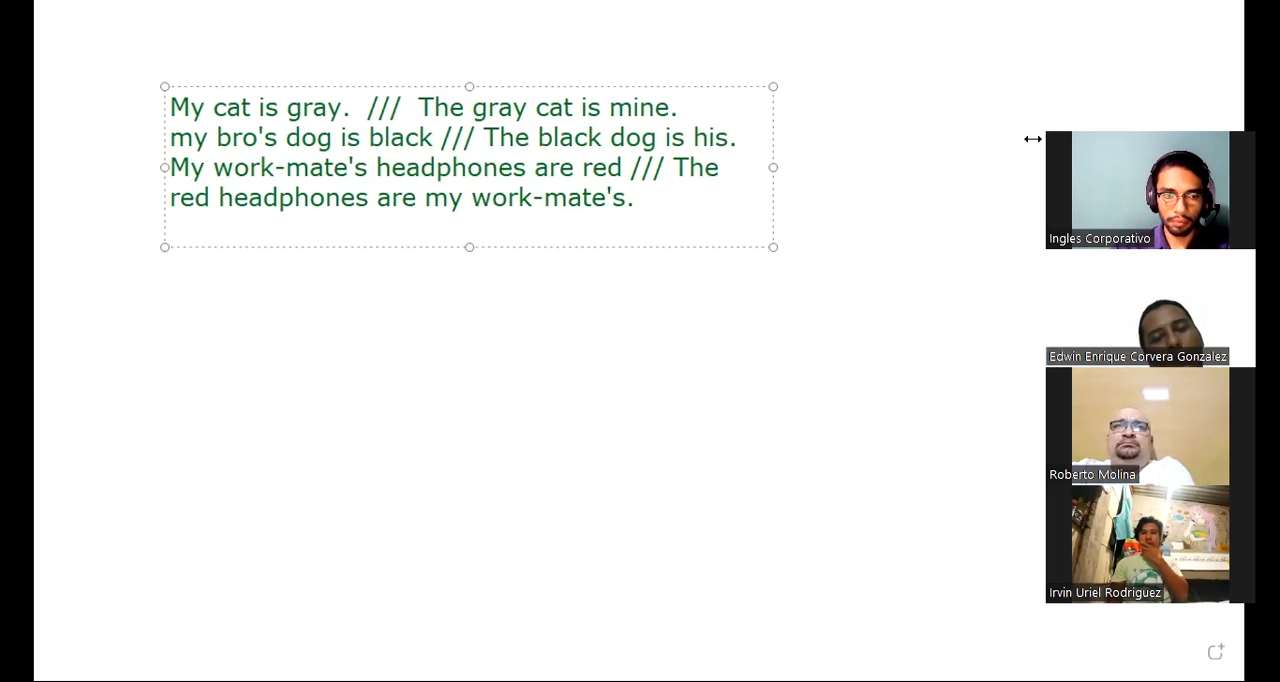 My cat is gray.  ///  The gray cat is mine.
my bro's dog is black /// The black dog is his.
My work-mate's headphones are red /// The
red headphones are my work-mate's.
Ingles Corporativo
Edwin Enrique Corvera Gonzalez
Roberto Molina
Irvin Uriel Rodriguez